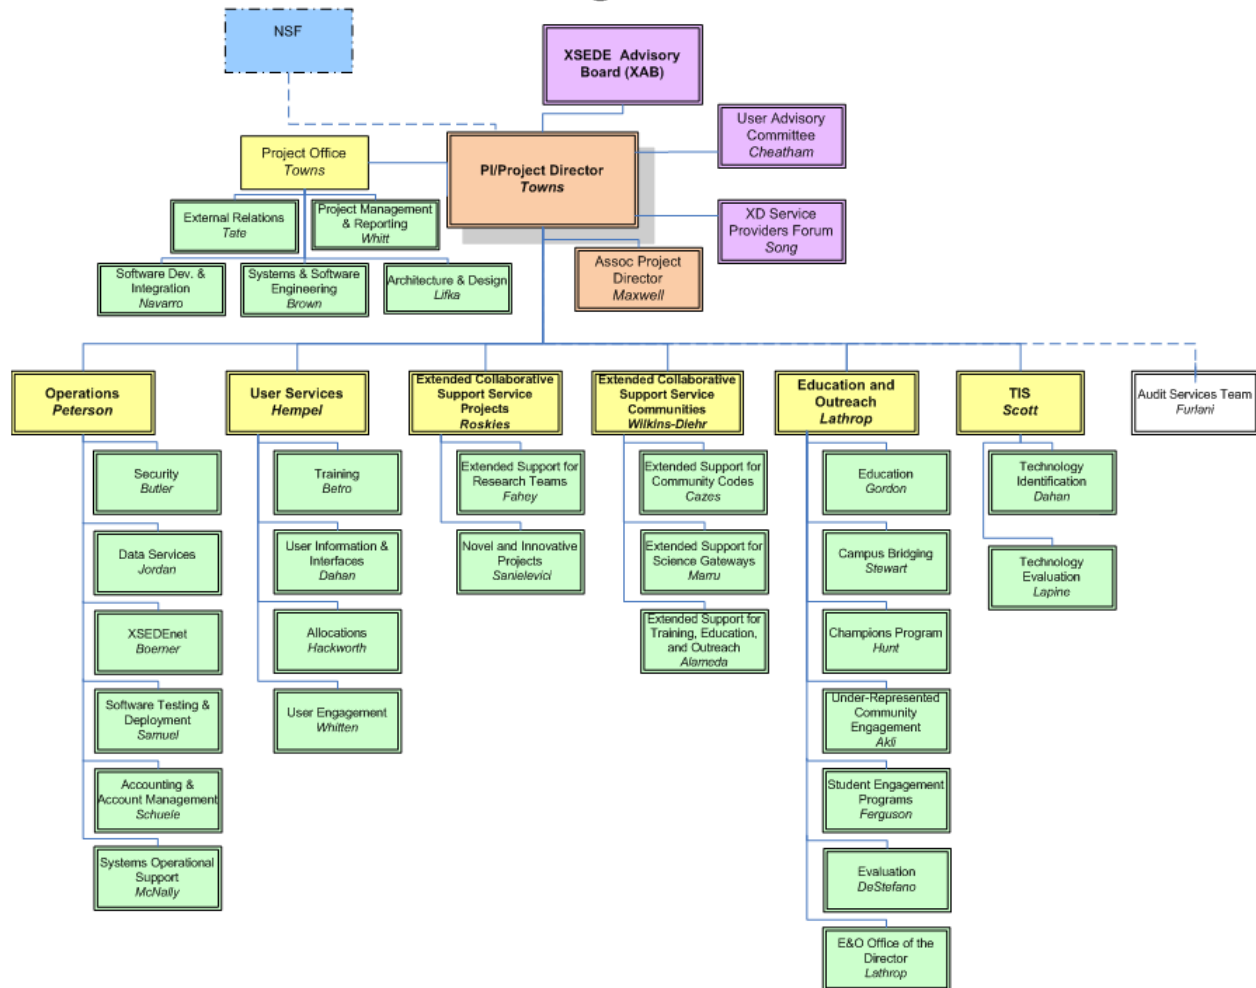 NSF
XSEDE Advisory
Board (XAB)
User Advisory
Committee
Cheatham
Project Office
Towns
PI/Project Director
Towns
External Relations
Tate
Project Management
& Reporting
Whitt
XD Service
Providers Forum
Song
Assoc Project
Director
Maxwell
Software Dev. &
Integration
Navarro
Systems & Software
Engineering
Brown
Architecture & Design
Lifka
Operations
Peterson
User Services
Hempel
Extended Collaborative
Support Service
Projects
Roskies
Extended Collaborative
Support Service
Communities
Wilkins-Diehr
Education and
Outreach
Lathrop
TIS
Scott
Audit Services Team
Furlani
Security
Butler
Data Services
Jordan
XSEDEnet
Boerner
Software Testing &
Deployment
Samuel
Accounting &
Account Management
Schuele
Systems Operational
Support
McNally
Training
Betro
User Information &
Interfaces
Dahan
Allocations
Hackworth
User Engagement
Whitten
Extended Support for
Research Teams
Fahey
Novel and Innovative
Projects
Sanielevici
Extended Support for
Community Codes
Cazes
Extended Support for
Science Gateways
Marru
Extended Support for
Training, Education,
and Outreach
Alameda
Education
Gordon
Campus Bridging
Stewart
Champions Program
Hunt
Under-Represented
Community
Engagement
Akli
Student Engagement
Programs
Ferguson
Evaluation
DeStefano
E&O Office of the
Director
Lathrop
Technology
Identification
Dahan
Technology
Evaluation
Lapine